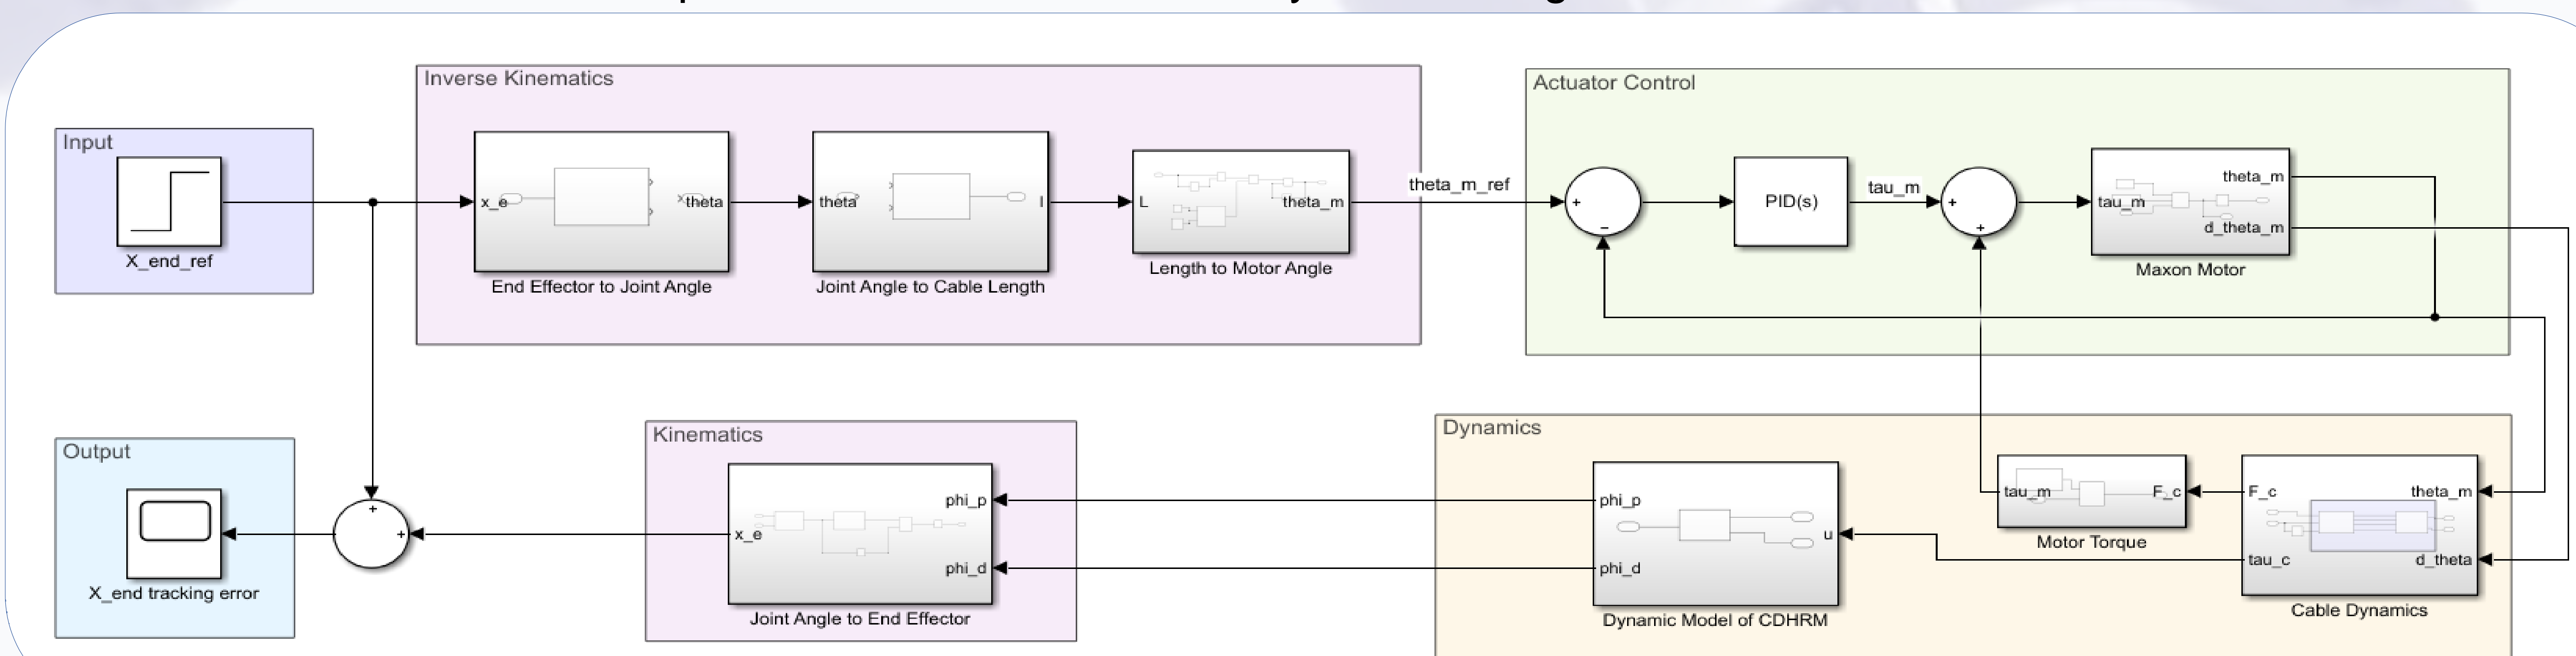 Inverse Kinematics
Actuator Control
Input
X_end_ref
x_e
theta
End Effector to Joint Angle
theta
l
Joint Angle to Cable Length
L
theta_m
Length to Motor Angle
theta_m_ref
+
−
PID(s)
tau_m
+
+
tau_m
theta_m
d_theta_m
Maxon Motor
Output
X_end tracking error
+
+
Kinematics
x_e
phi_p
phi_d
Joint Angle to End Effector
Dynamics
phi_p
phi_d
u
Dynamic Model of CDHRM
tau_m
F_c
Motor Torque
F_c
tau_c
theta_m
d_theta
Cable Dynamics